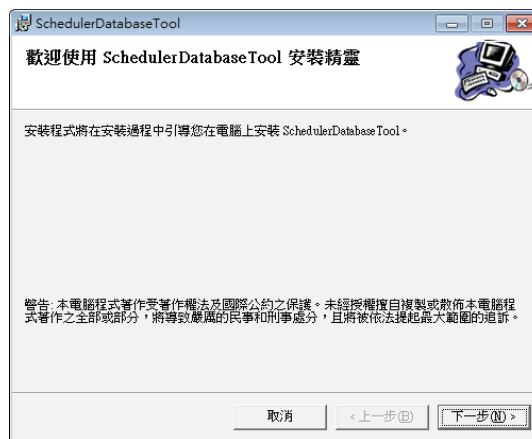 SchedulerDatabaseTool
歡迎使用 SchedulerDatabaseTool 安裝精靈
安裝程式將在安裝過程中引導您在電腦上安裝 SchedulerDatabaseTool。
警告: 本電腦程式著作受著作權法及國際公約之保護。未經授權擅自複製或散佈本電腦程
式著作之全部或部分，將導致嚴厲的民事和刑事處分，且將被依法提起最大範圍的追訴。
取消
<上一步(B)
下一步(N) >